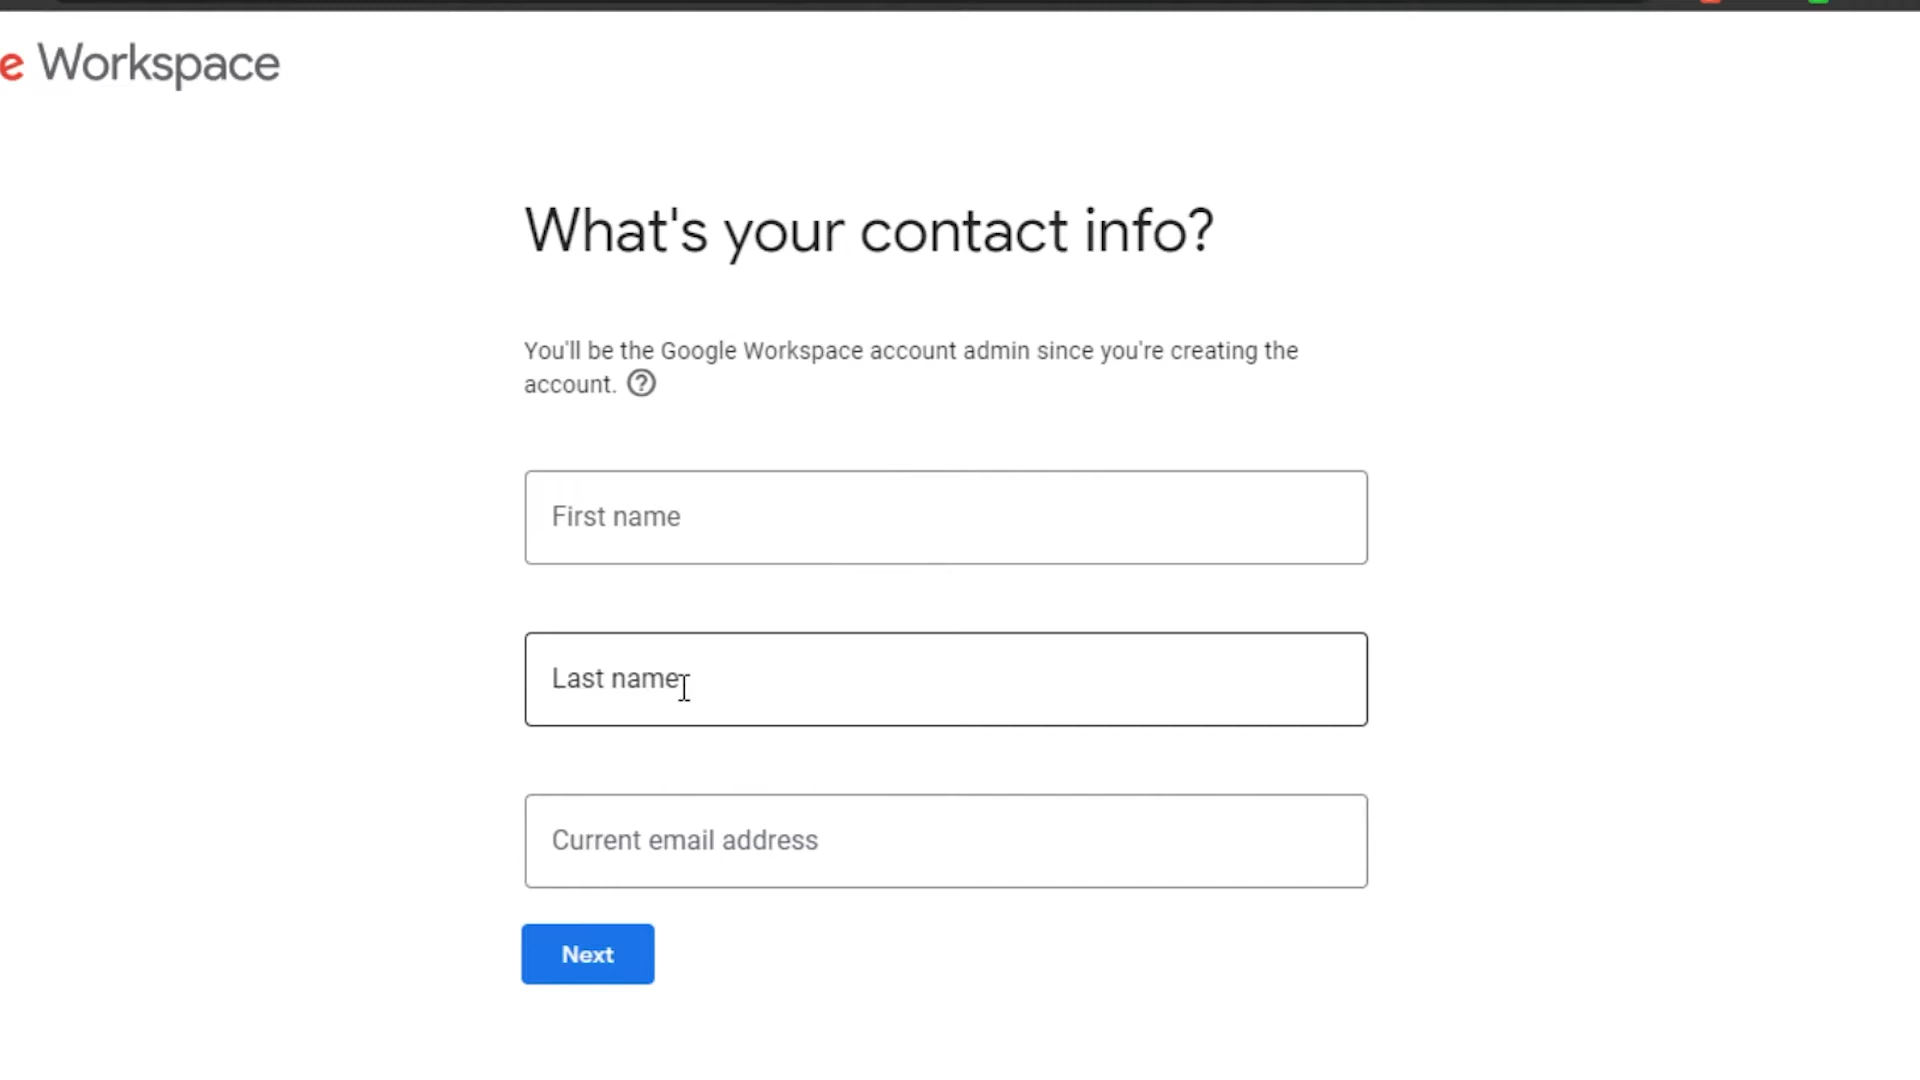 e Workspace
What's your contact info?
You'll be the Google Workspace account admin since you're creating the
account.
First name
Last name
Current email address
Next